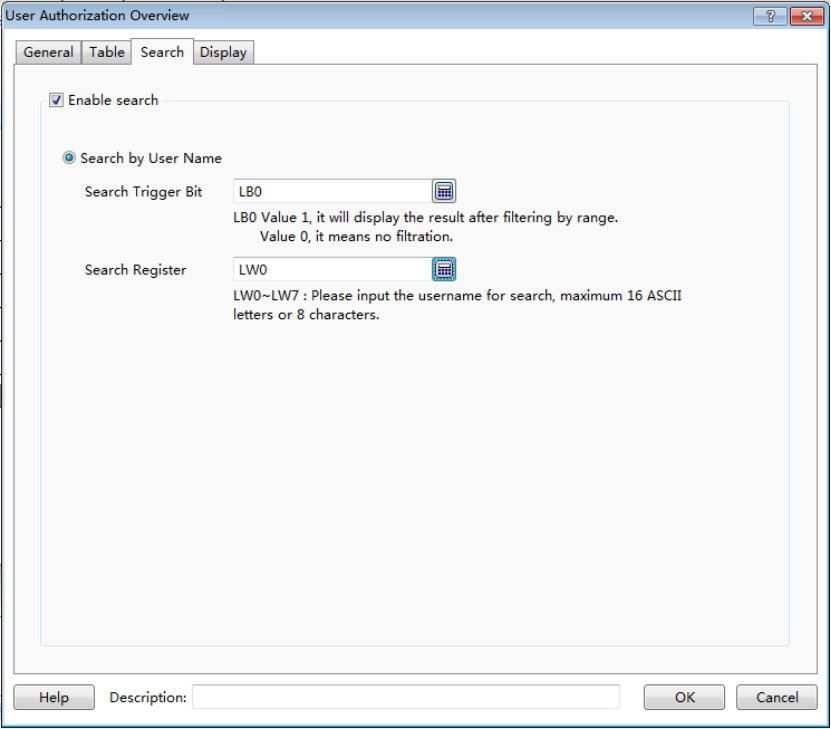 User Authorization Overview
General Table Search Display
Enable search
Search by User Name
Search Trigger Bit LB0
LB0 Value 1, it will display the result after filtering by range.
Value 0, it means no filtration.
Search Register LW0
LW0~LW7 : Please input the username for search, maximum 16 ASCII
letters or 8 characters.
Help Description: OK Cancel